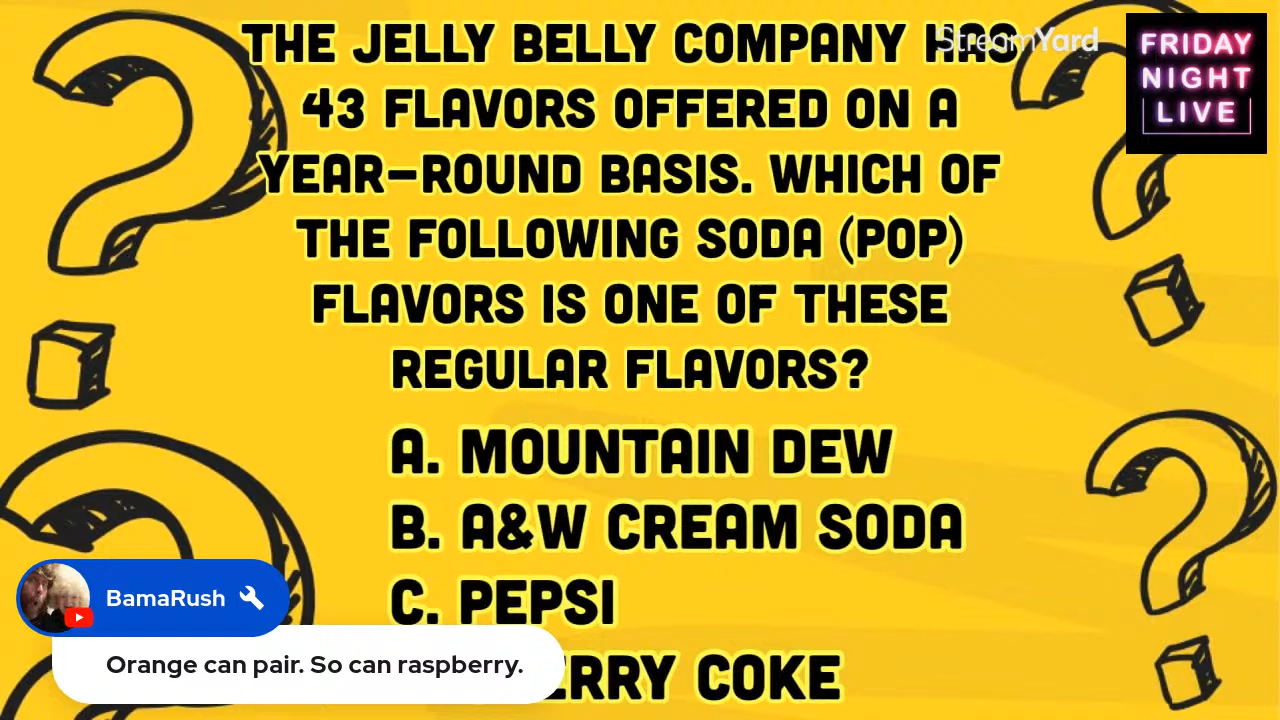 THE JELLY BELLY COMPANY HAS
StreamYard
FRIDAY
NIGHT
LIVE
43 FLAVORS OFFERED ON A
YEAR-ROUND BASIS. WHICH OF
THE FOLLOWING SODA (POP)
FLAVORS IS ONE OF THESE
REGULAR FLAVORS?
A. MOUNTAIN DEW
B. A&W CREAM SODA
C. PEPSI
ERRY COKE
BamaRush
Orange can pair. So can raspberry.